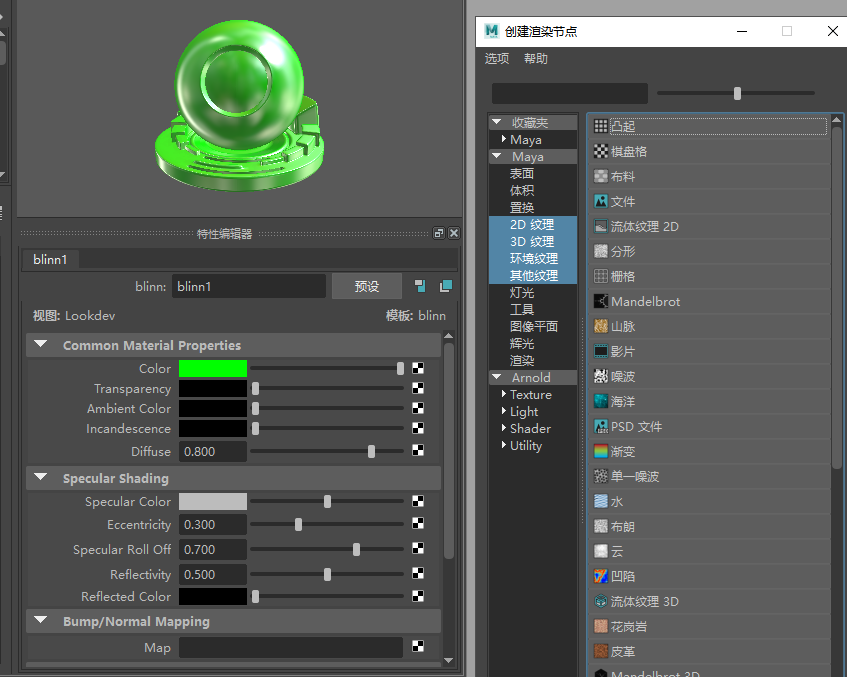 特性编辑器
blinn1
blinn: blinn1 预设
视图: Lookdev 模板: blinn
Common Material Properties
Color
Transparency
Ambient Color
Incandescence
Diffuse 0.800
Specular Shading
Specular Color
Eccentricity 0.300
Specular Roll Off 0.700
Reflectivity 0.500
Reflected Color
Bump/Normal Mapping
Map
创建渲染节点
选项 帮助
收藏夹
Maya
Maya
表面
体积
置换
2D 纹理
3D 纹理
环境纹理
其他纹理
灯光
工具
图像平面
辉光
渲染
Arnold
Texture
Light
Shader
Utility
凸起
棋盘格
布料
文件
流体纹理 2D
分形
栅格
Mandelbrot
山脉
影片
噪波
海洋
PSD 文件
渐变
单一噪波
水
布朗
云
凹陷
流体纹理 3D
花岗岩
皮革
Mandelbrot 3D